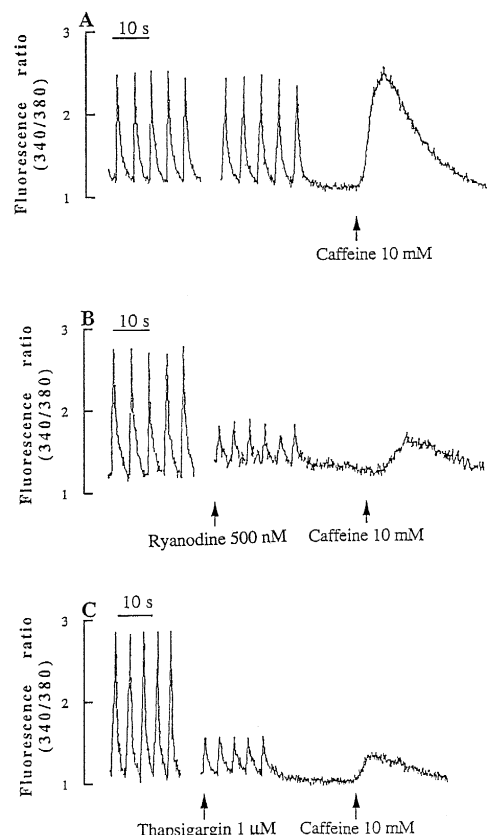 A
10 s
Fluorescence ratio
(340/380)
3
2
1
Caffeine 10 mM
B
10 s
Fluorescence ratio
(340/380)
3
2
1
Ryanodine 500 nM Caffeine 10 mM
C
10 s
Fluorescence ratio
(340/380)
3
2
1
Thapsigargin 1 µM Caffeine 10 mM